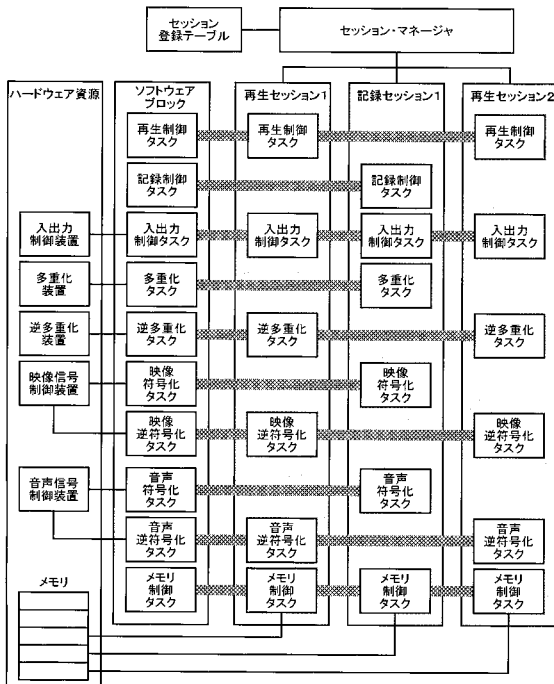 セッション
登録テーブル
セッション・マネージャ
ハードウェア資源
ソフトウェア
ブロック
再生セッション1
記録セッション1
再生セッション2
再生制御
タスク
再生制御
タスク
再生制御
タスク
記録制御
タスク
記録制御
タスク
入出力
制御装置
入出力
制御タスク
入出力
制御タスク
入出力
制御タスク
入出力
制御タスク
多重化
装置
多重化
タスク
多重化
タスク
逆多重化
装置
逆多重化
タスク
逆多重化
タスク
逆多重化
タスク
映像信号
制御装置
映像
符号化
タスク
映像
符号化
タスク
映像
逆符号化
タスク
映像
逆符号化
タスク
映像
逆符号化
タスク
音声信号
制御装置
音声
符号化
タスク
音声
符号化
タスク
音声
逆符号化
タスク
音声
逆符号化
タスク
音声
逆符号化
タスク
メモリ
メモリ
制御
タスク
メモリ
制御
タスク
メモリ
制御
タスク
メモリ
制御
タスク